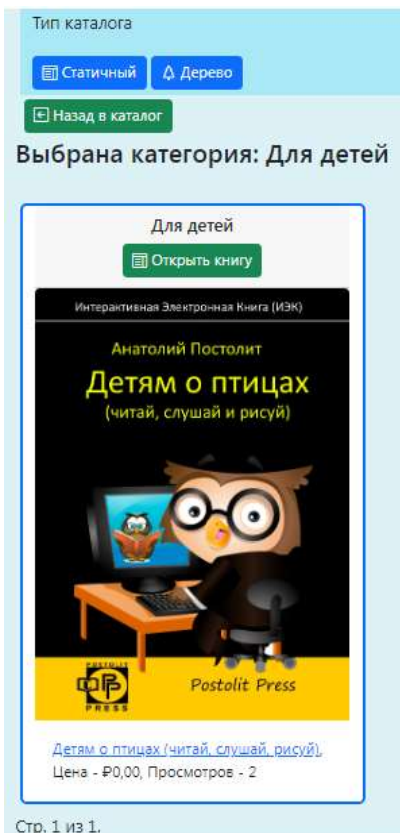 Тип каталога
Статичный Дерево
Назад в каталог
Выбрана категория: Для детей
Для детей
Открыть книгу
Интерактивная Электронная Книга (ИЭК)
Анатолий Постолит
Детям о птицах
(читай, слушай и рисуй)
POSTOLIT
PRESS
Postolit Press
Детям о птицах (читай, слушай, рисуй),
Цена - ₽0,00, Просмотров - 2
Стр. 1 из 1.